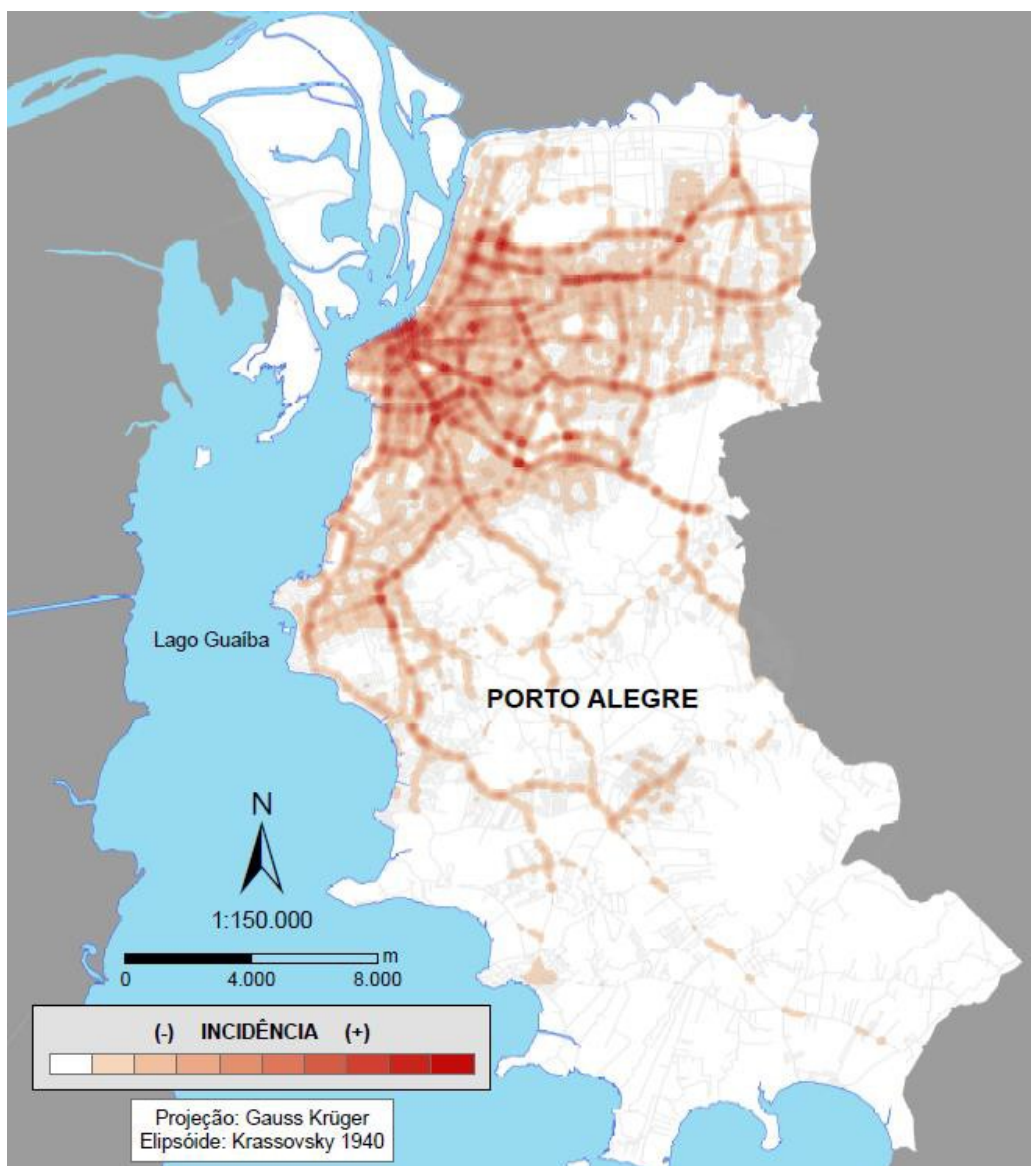 Lago Guaíba
PORTO ALEGRE
N
1:150.000
m
0 4.000 8.000
(-) INCIDÊNCIA (+)
Projeção: Gauss Krüger
Elipsóide: Krassovsky 1940